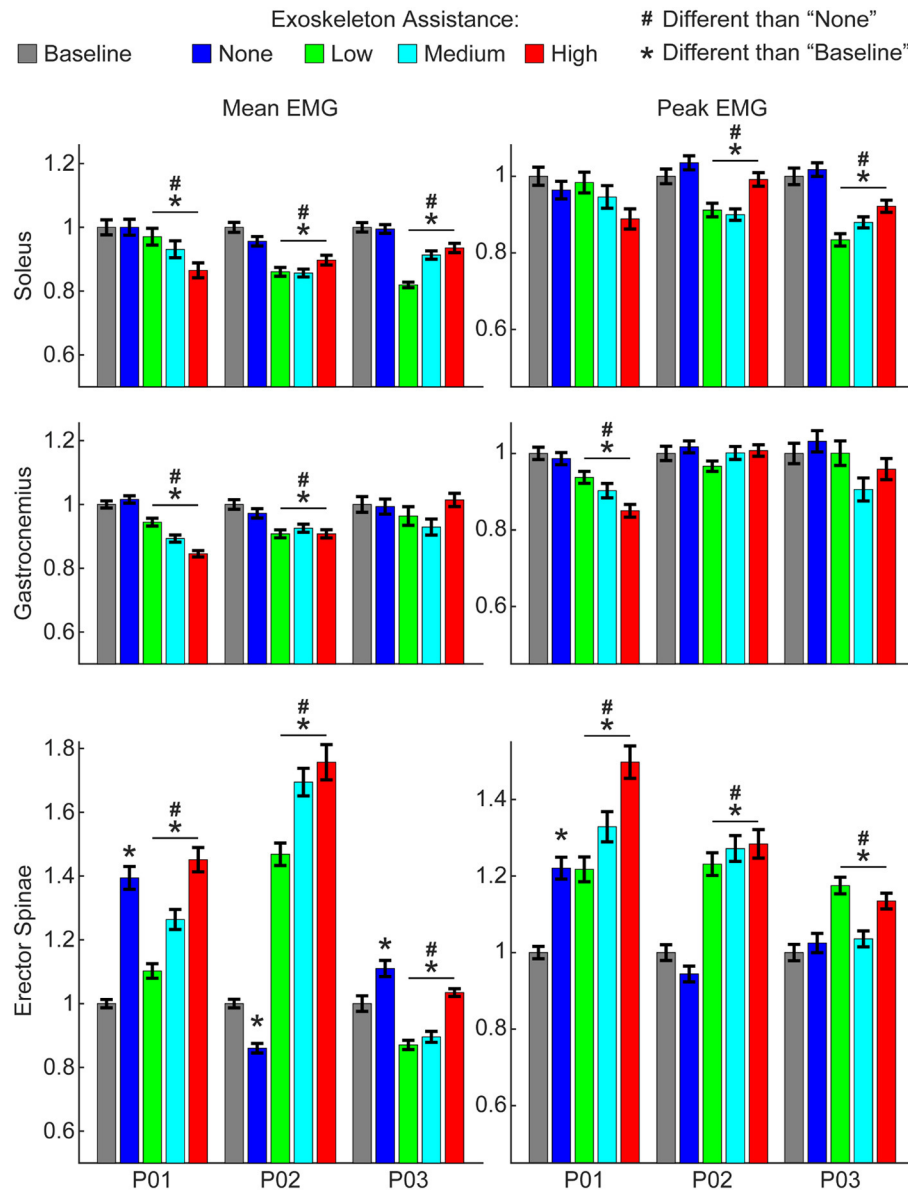 Exoskeleton Assistance:
# Different than “None”
Baseline None Low Medium High
* Different than “Baseline”
Mean EMG
Peak EMG
Soleus
1.2
1
0.8
0.6
# * # * # *
1
0.8
0.6
# * # *
Gastrocnemius
1.2
1
0.8
0.6
# * # *
1
0.8
0.6
# *
Erector Spinae
1.8
1.6
1.4
1.2
1
0.8
0.6
* # * * # * * # *
1.4
1.2
1
0.8
0.6
* # * # * # *
P01 P02 P03
P01 P02 P03